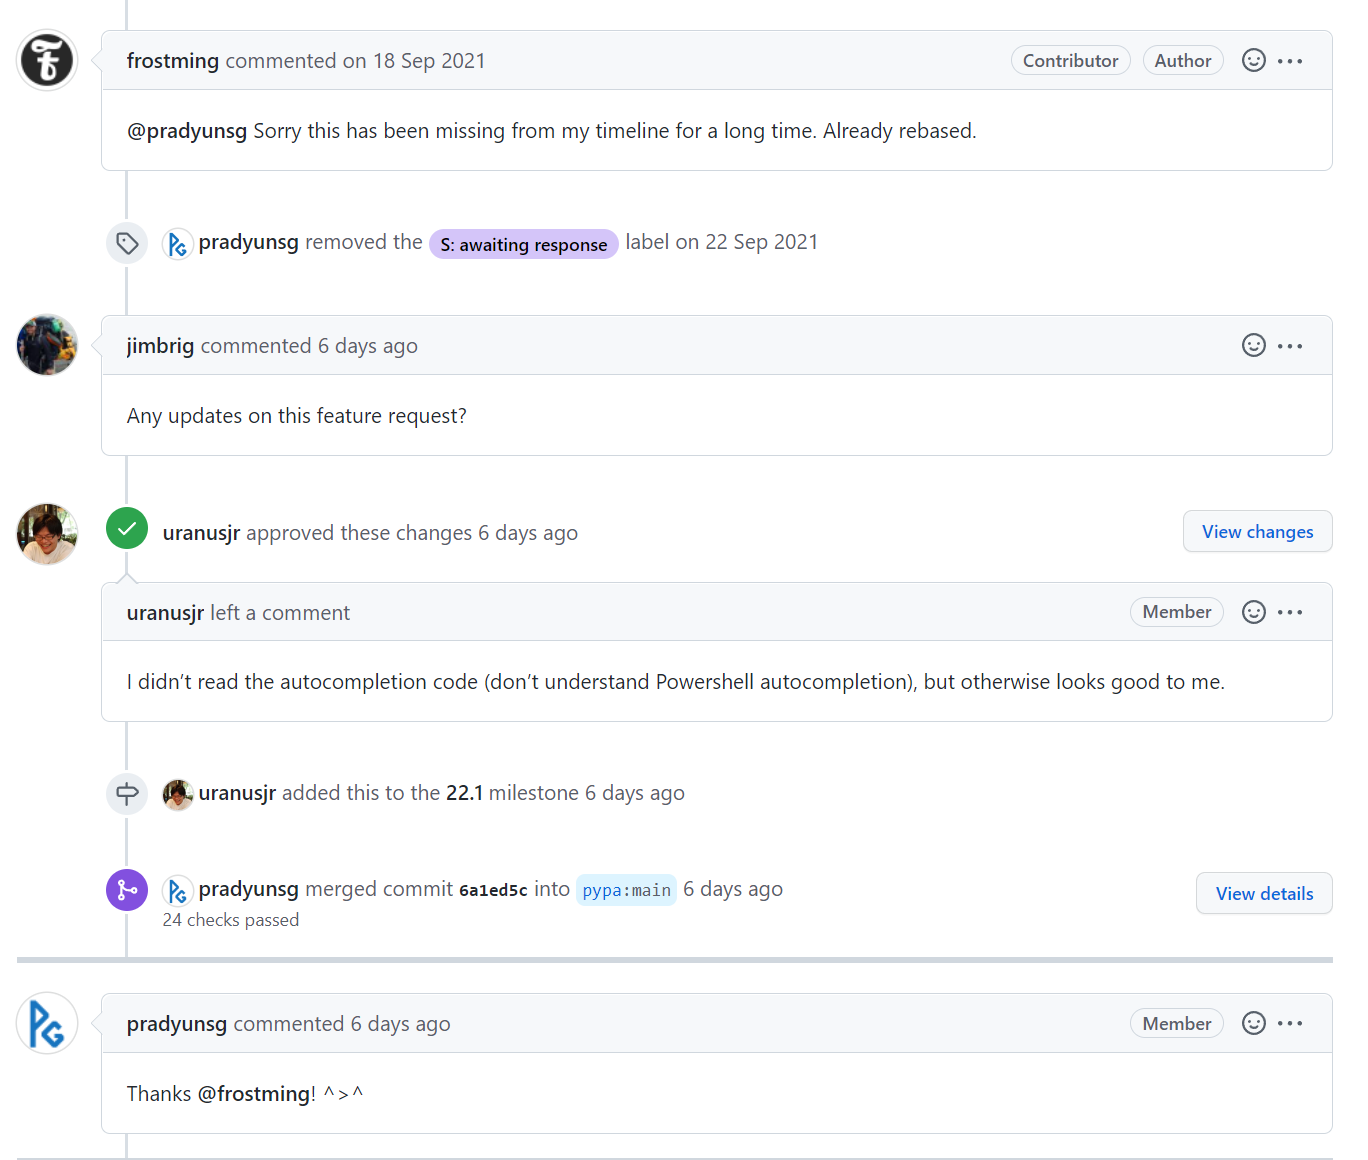 frostming commented on 18 Sep 2021 Contributor Author
@pradyunsg Sorry this has been missing from my timeline for a long time. Already rebased.
pradyunsg removed the S: awaiting response label on 22 Sep 2021
jimbrig commented 6 days ago
Any updates on this feature request?
uranusjr approved these changes 6 days ago View changes
uranusjr left a comment Member
I didn’t read the autocompletion code (don’t understand Powershell autocompletion), but otherwise looks good to me.
uranusjr added this to the 22.1 milestone 6 days ago
pradyunsg merged commit 6a1ed5c into pypa:main 6 days ago View details
24 checks passed
pradyunsg commented 6 days ago Member
Thanks @frostming! ^>^